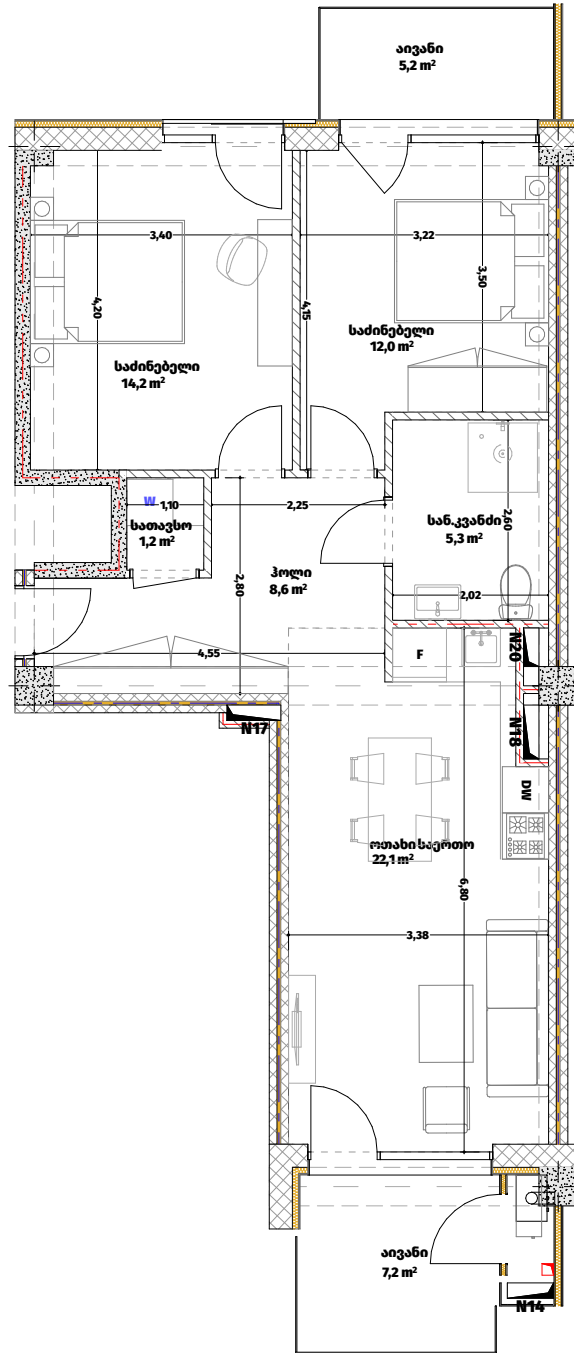 აივანი
5,2 m²
3,40
3,22
4,20
4,15
3,50
საძინებელი
14,2 m²
საძინებელი
12,0 m²
W
1,10
სათავსო
1,2 m²
2,25
სან.კვანძი
5,3 m²
2,60
2,02
2,80
ჰოლი
8,6 m²
4,55
F
N20
N18
N17
DW
ოთახი საერთო
22,1 m²
6,80
3,38
აივანი
7,2 m²
N14